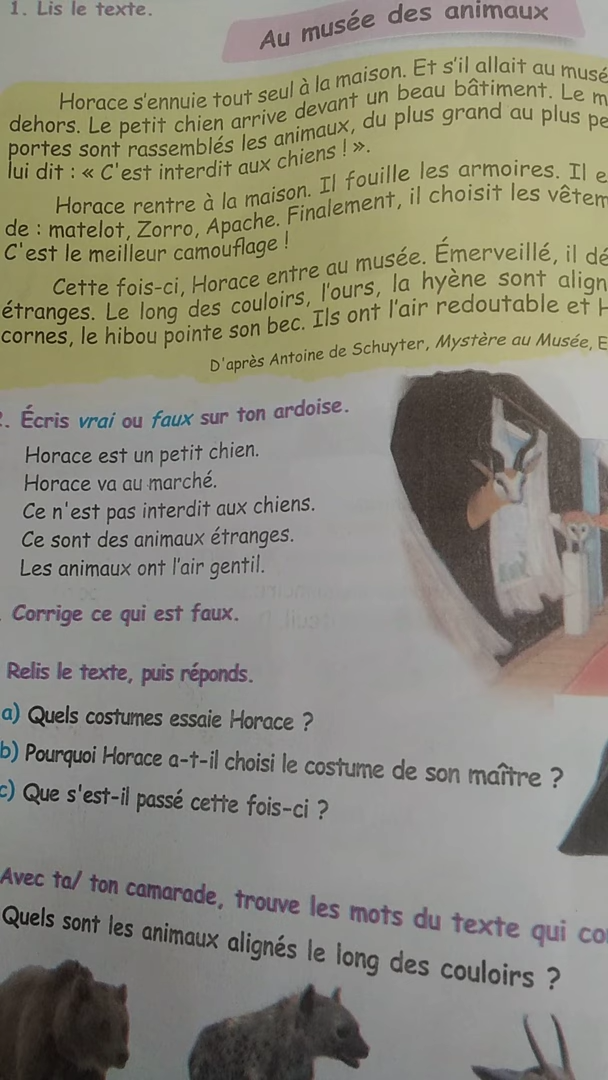 1. Lis le texte.
Au musée des animaux
Horace s'ennuie tout seul à la maison. Et s'il allait au musé
dehors. Le petit chien arrive devant un beau bâtiment. Le m
portes sont rassemblés les animaux, du plus grand au plus pe
lui dit : « C'est interdit aux chiens ! ».
Horace rentre à la maison. Il fouille les armoires. Il e
de : matelot, Zorro, Apache. Finalement, il choisit les vêtem
C'est le meilleur camouflage !
Cette fois-ci, Horace entre au musée. Émerveillé, il dé
étranges. Le long des couloirs, l'ours, la hyène sont align
cornes, le hibou pointe son bec. Ils ont l'air redoutable et H
D'après Antoine de Schuyter, Mystère au Musée, E
2. Écris vrai ou faux sur ton ardoise.
Horace est un petit chien.
Horace va au marché.
Ce n'est pas interdit aux chiens.
Ce sont des animaux étranges.
Les animaux ont l'air gentil.
Corrige ce qui est faux.
Relis le texte, puis réponds.
a) Quels costumes essaie Horace ?
b) Pourquoi Horace a-t-il choisi le costume de son maître ?
c) Que s'est-il passé cette fois-ci ?
Avec ta/ ton camarade, trouve les mots du texte qui co
Quels sont les animaux alignés le long des couloirs ?